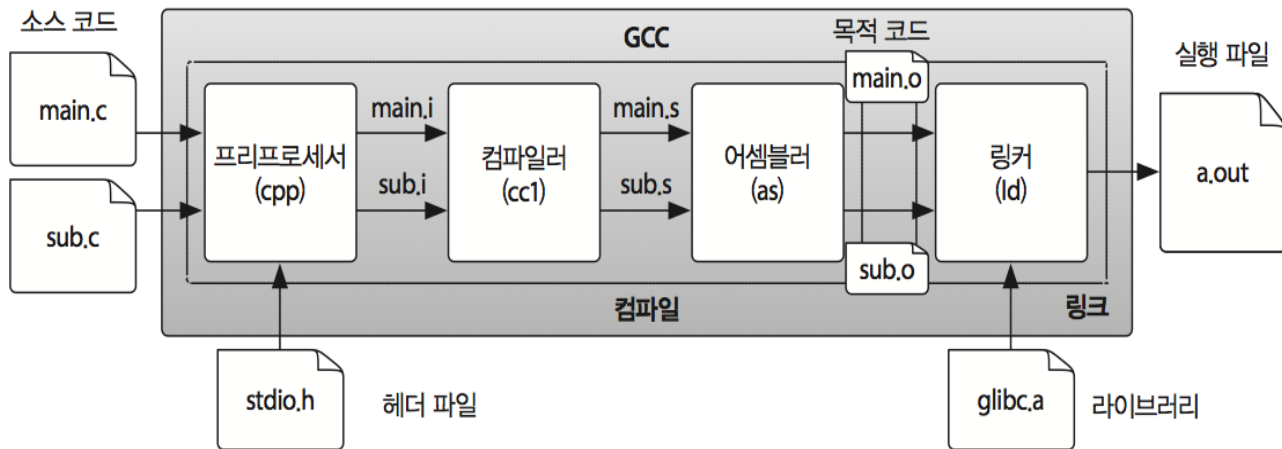 소스 코드
GCC
목적 코드
실행 파일
main.c
sub.c
프리프로세서
(cpp)
main.i
sub.i
컴파일러
(cc1)
main.s
sub.s
어셈블러
(as)
main.o
sub.o
링커
(ld)
a.out
컴파일
링크
stdio.h
헤더 파일
glibc.a
라이브러리